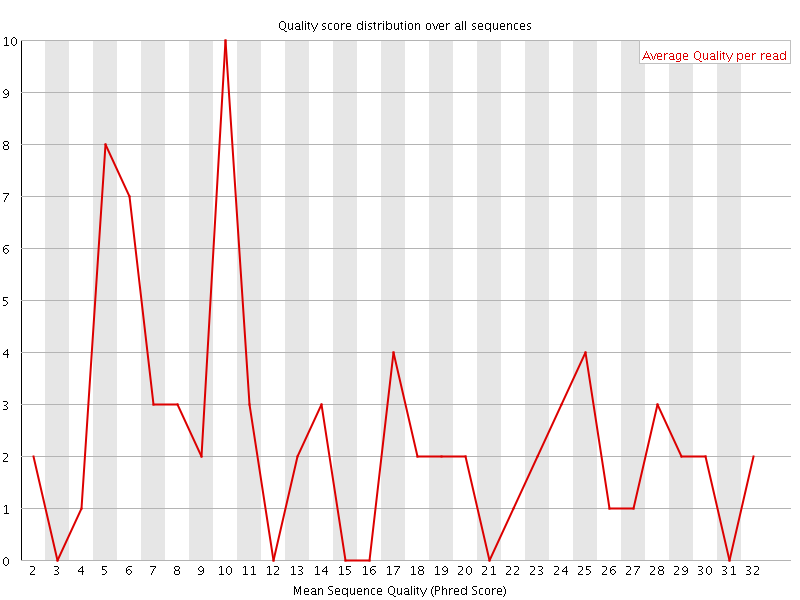 Quality score distribution over all sequences
Average Quality per read
10
9
8
7
6
5
4
3
2
1
0
2 3 4 5 6 7 8 9 10 11 12 13 14 15 16 17 18 19 20 21 22 23 24 25 26 27 28 29 30 31 32
Mean Sequence Quality (Phred Score)